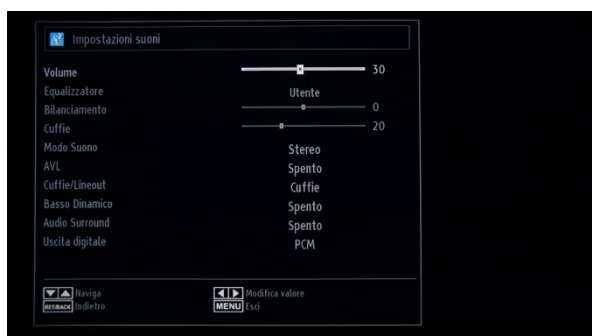 Impostazioni suoni
Volume 30
Equalizzatore Utente
Bilanciamento 0
Cuffie 20
Modo Suono Stereo
AVL Spento
Cuffie/Lineout Cuffie
Basso Dinamico Spento
Audio Surround Spento
Uscita digitale PCM
Naviga Modifica valore
RET/BACK Indietro MENU Esci